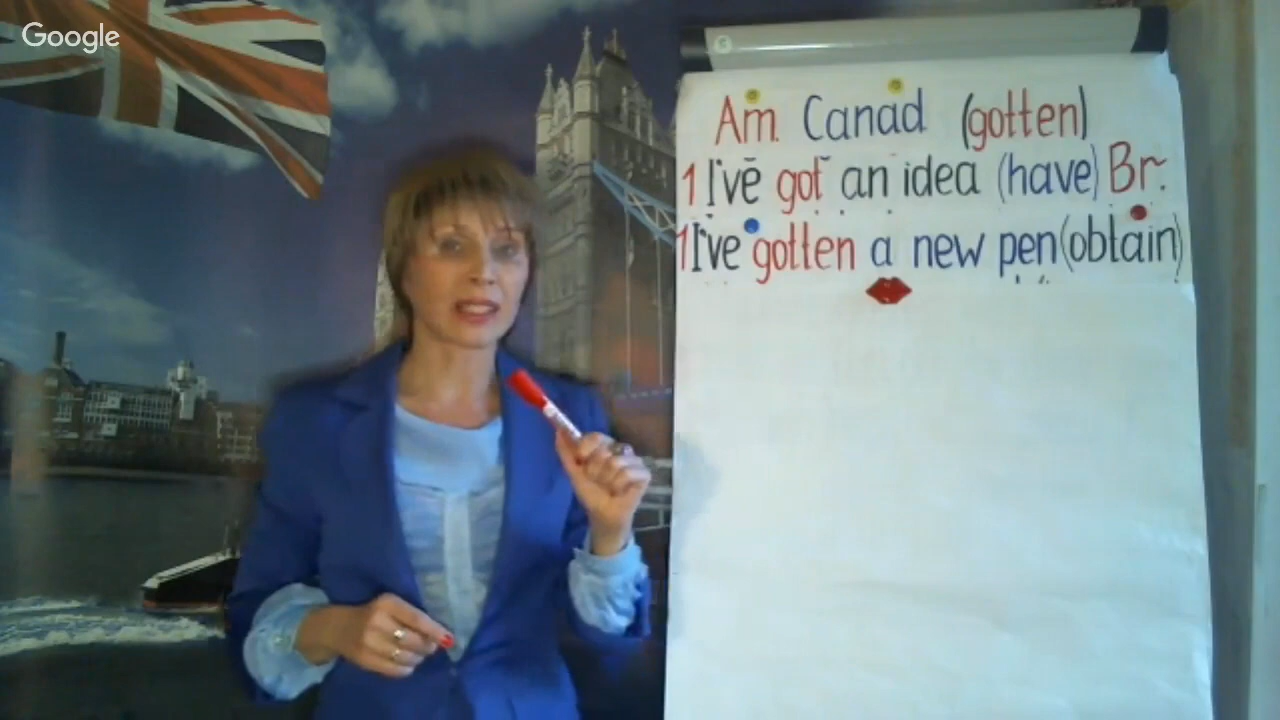 Google
Am. Canad (gotten)
1 I've got an idea (have) Br.
1 I've gotten a new pen (obtain)